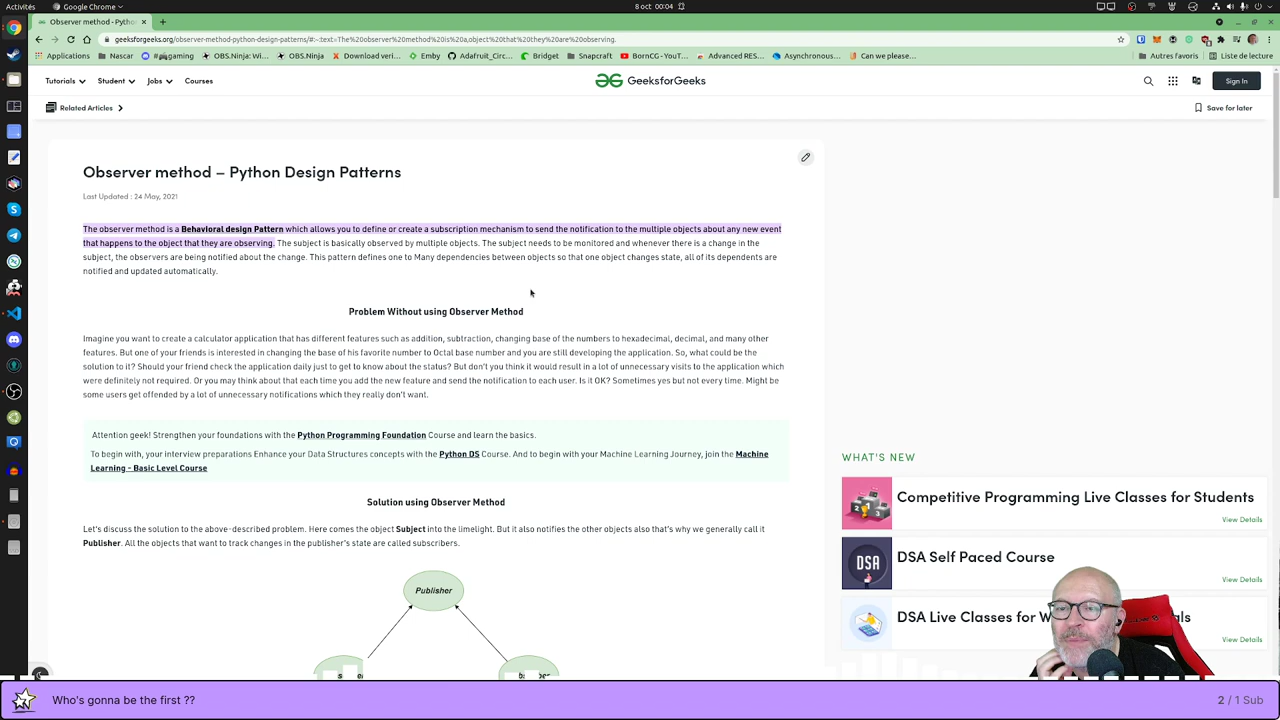 Activités
Google Chrome
8 oct. 00:04
Observer method - Pytho
geeksforgeeks.org/observer-method-python-design-patterns/#:~:text=The%20observer%20method%20is%20a,object%20that%20they%20are%20observing.
Applications
Nascar
#🎮gaming
OBS.Ninja: Wi...
OBS.Ninja
Download verifi...
Emby
Adafruit_Circ...
Bridget
Snapcraft
BornCG - YouT...
Advanced RES...
Asynchronous...
Can we please...
Autres favoris
Liste de lecture
Tutorials
Student
Jobs
Courses
GeeksforGeeks
Sign In
Related Articles
Save for later
Observer method – Python Design Patterns
Last Updated : 24 May, 2021
The observer method is a Behavioral design Pattern which allows you to define or create a subscription mechanism to send the notification to the multiple objects about any new event
that happens to the object that they are observing. The subject is basically observed by multiple objects. The subject needs to be monitored and whenever there is a change in the
subject, the observers are being notified about the change. This pattern defines one to Many dependencies between objects so that one object changes state, all of its dependents are
notified and updated automatically.
Problem Without using Observer Method
Imagine you want to create a calculator application that has different features such as addition, subtraction, changing base of the numbers to hexadecimal, decimal, and many other
features. But one of your friends is interested in changing the base of his favorite number to Octal base number and you are still developing the application. So, what could be the
solution to it? Should your friend check the application daily just to get to know about the status? But don't you think it would result in a lot of unnecessary visits to the application which
were definitely not required. Or you may think about that each time you add the new feature and send the notification to each user. Is it OK? Sometimes yes but not every time. Might be
some users get offended by a lot of unnecessary notifications which they really don't want.
Attention geek! Strengthen your foundations with the Python Programming Foundation Course and learn the basics.
To begin with, your interview preparations Enhance your Data Structures concepts with the Python DS Course. And to begin with your Machine Learning Journey, join the Machine
Learning - Basic Level Course
Solution using Observer Method
Let's discuss the solution to the above-described problem. Here comes the object Subject into the limelight. But it also notifies the other objects also that's why we generally call it
Publisher. All the objects that want to track changes in the publisher's state are called subscribers.
Publisher
WHAT'S NEW
Competitive Programming Live Classes for Students
View Details
DSA
DSA Self Paced Course
View Details
DSA Live Classes for W
View Details
Who's gonna be the first ??
2 / 1 Sub